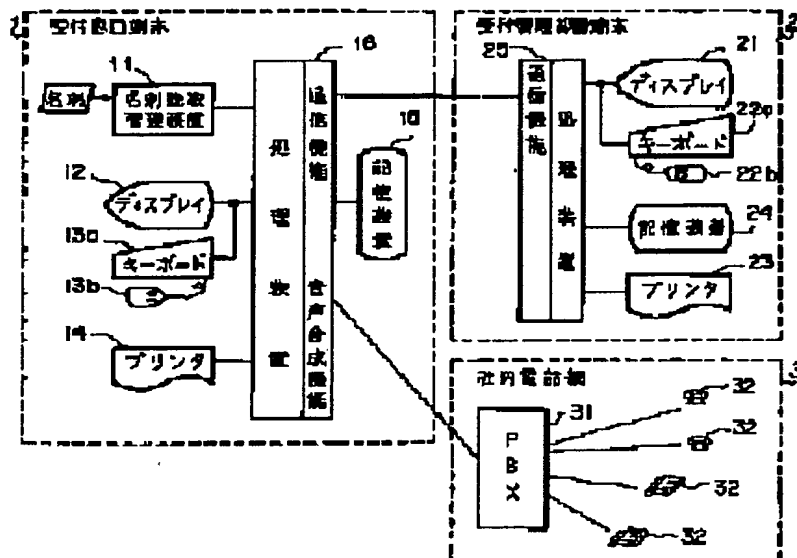 受付窓口端末
1
16
11
名刺
名刺読取
管理装置
処理装置
通信機能
音声合成機能
記憶装置
12
ディスプレイ
13a
キーボード
13b
14
プリンタ
受付管理部署端末
2
25
21
ディスプレイ
22a
キーボード
22b
処理装置
24
記憶装置
23
プリンタ
社内電話網
3
31
PBX
32
32
32
32